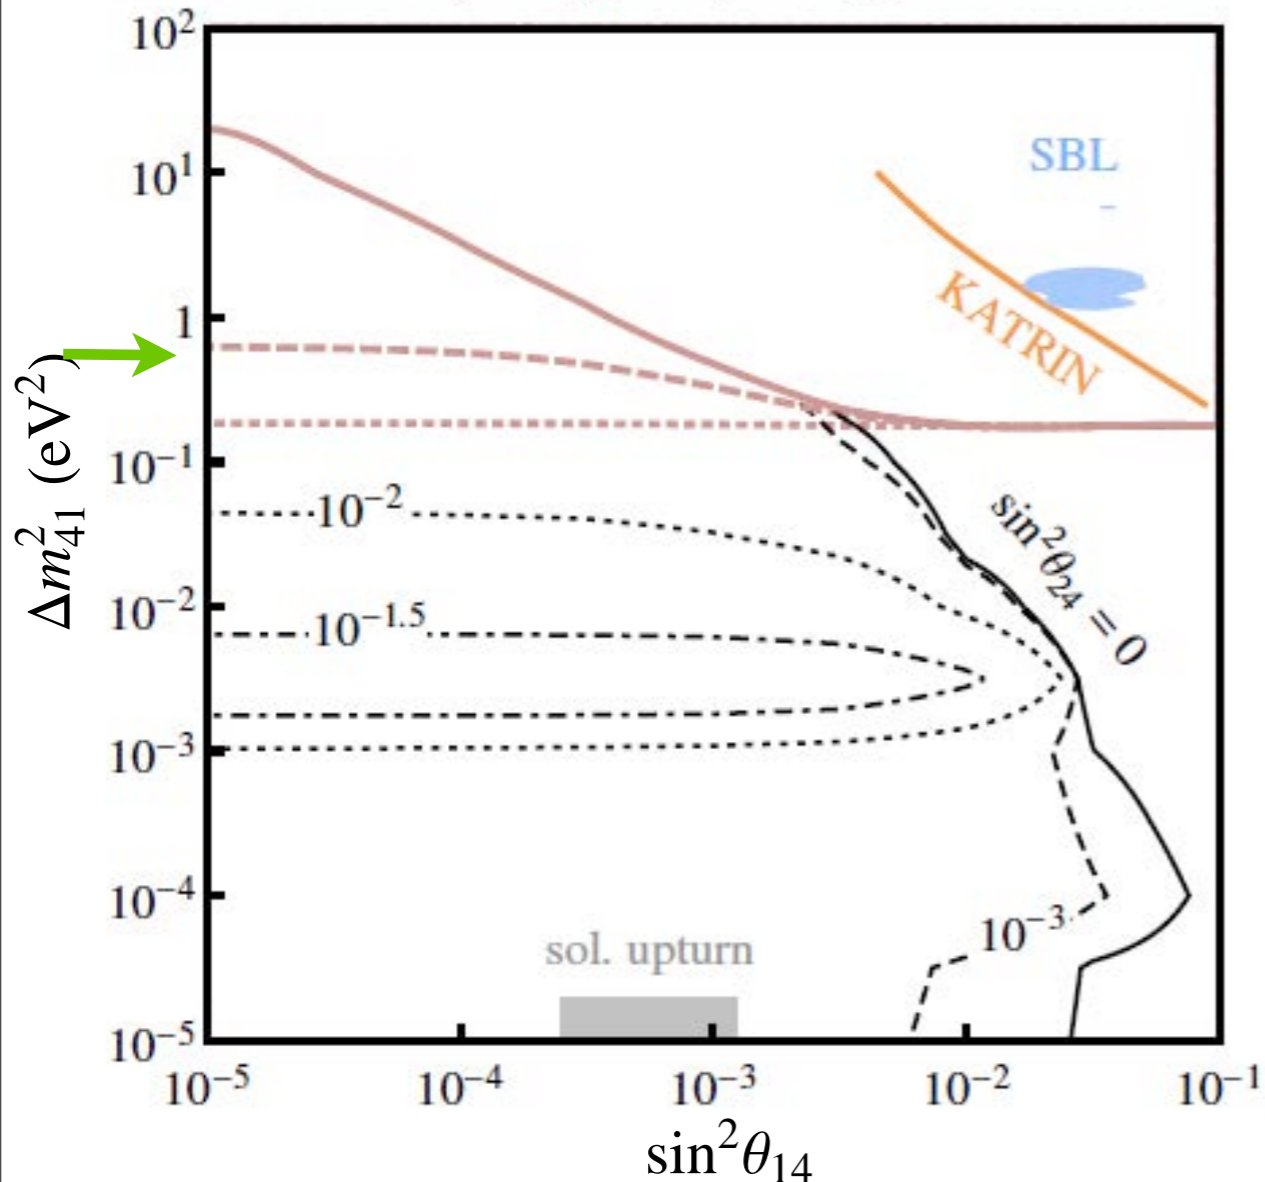 10²
10¹
1
10⁻¹
10⁻²
10⁻³
10⁻⁴
10⁻⁵
Δm²₄₁ (eV²)
SBL
KATRIN
10⁻²
10⁻¹·⁵
sin²θ₂₄ = 0
10⁻³
sol. upturn
10⁻⁵ 10⁻⁴ 10⁻³ 10⁻² 10⁻¹
sin²θ₁₄